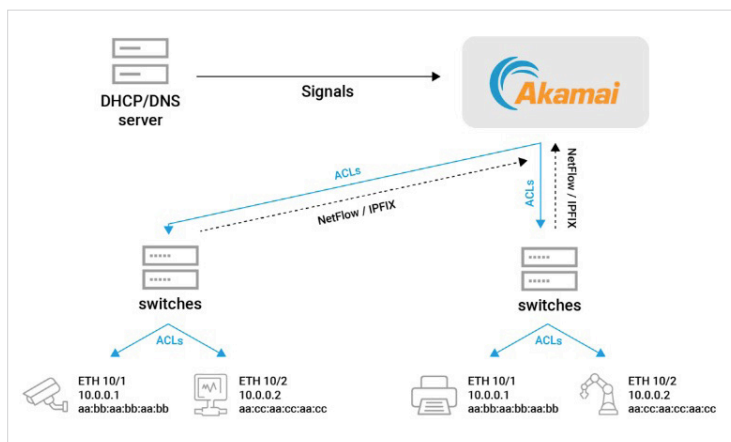 DHCP/DNS
server
Signals
Akamai
ACLs
NetFlow / IPFIX
ACLs
NetFlow / IPFIX
switches
switches
ACLs
ACLs
ETH 10/1
10.0.0.1
aa:bb:aa:bb:aa:bb
ETH 10/2
10.0.0.2
aa:cc:aa:cc:aa:cc
ETH 10/1
10.0.0.1
aa:bb:aa:bb:aa:bb
ETH 10/2
10.0.0.2
aa:cc:aa:cc:aa:cc